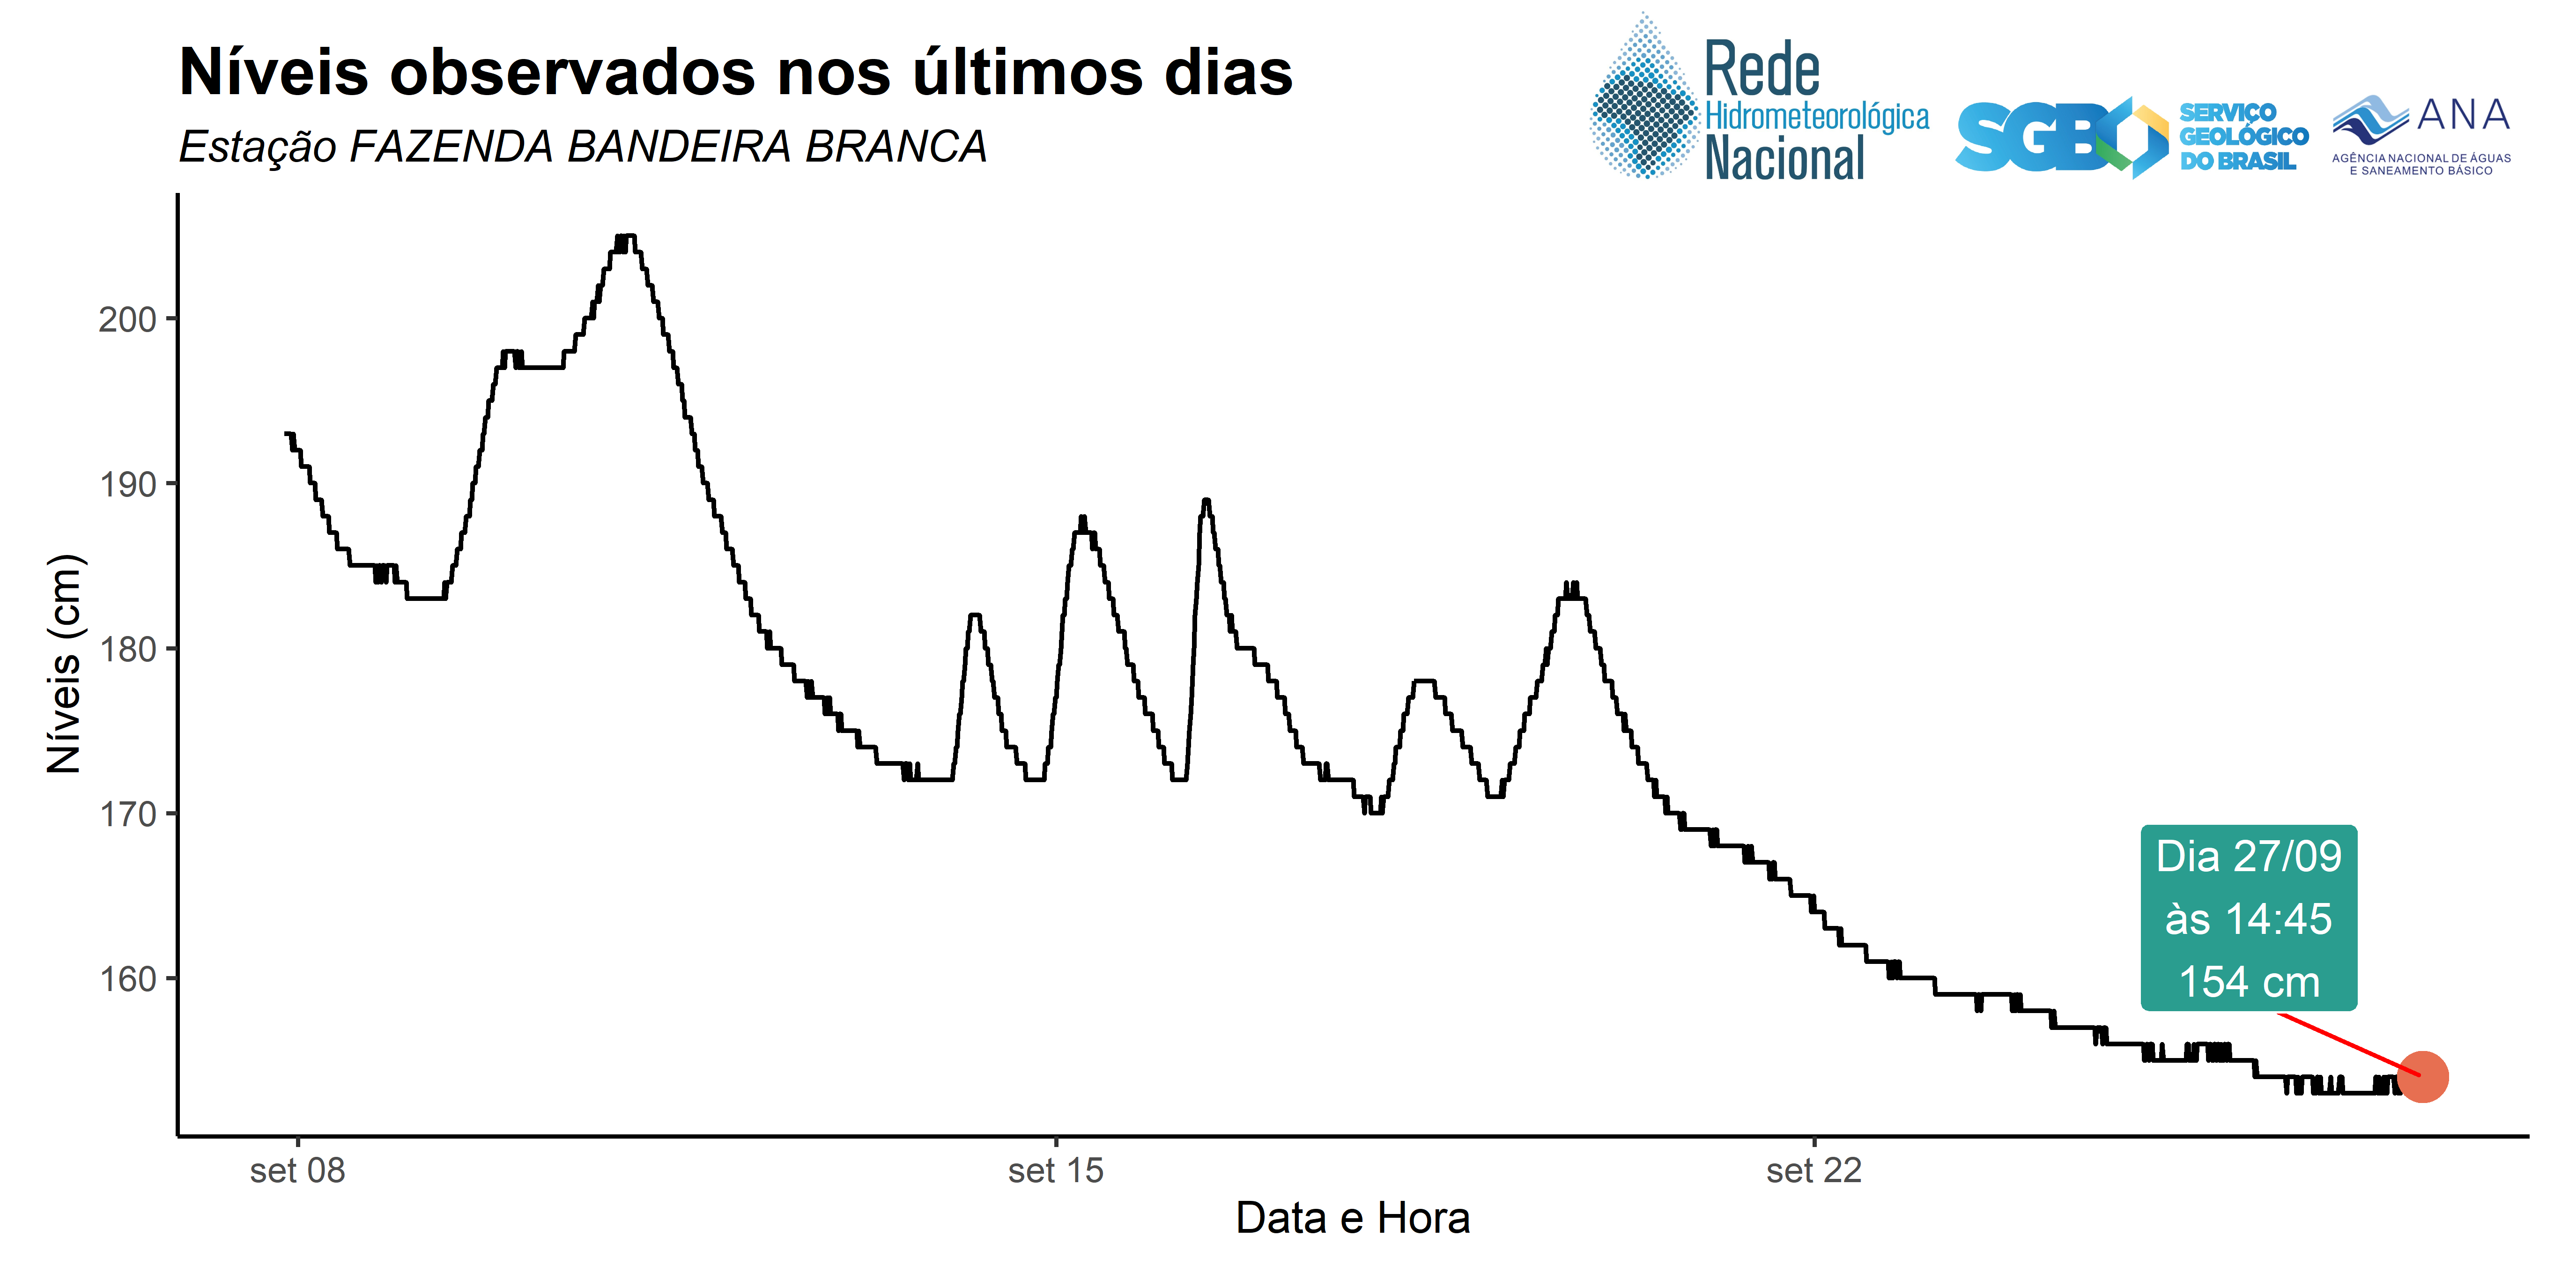 Níveis observados nos últimos dias
Estação FAZENDA BANDEIRA BRANCA
Rede
Hidrometeorológica
Nacional
SGB
SERVIÇO
GEOLÓGICO
DO BRASIL
ANA
AGÊNCIA NACIONAL DE ÁGUAS
E SANEAMENTO BÁSICO
Níveis (cm)
200
190
180
170
160
Dia 27/09
às 14:45
154 cm
set 08
set 15
set 22
Data e Hora